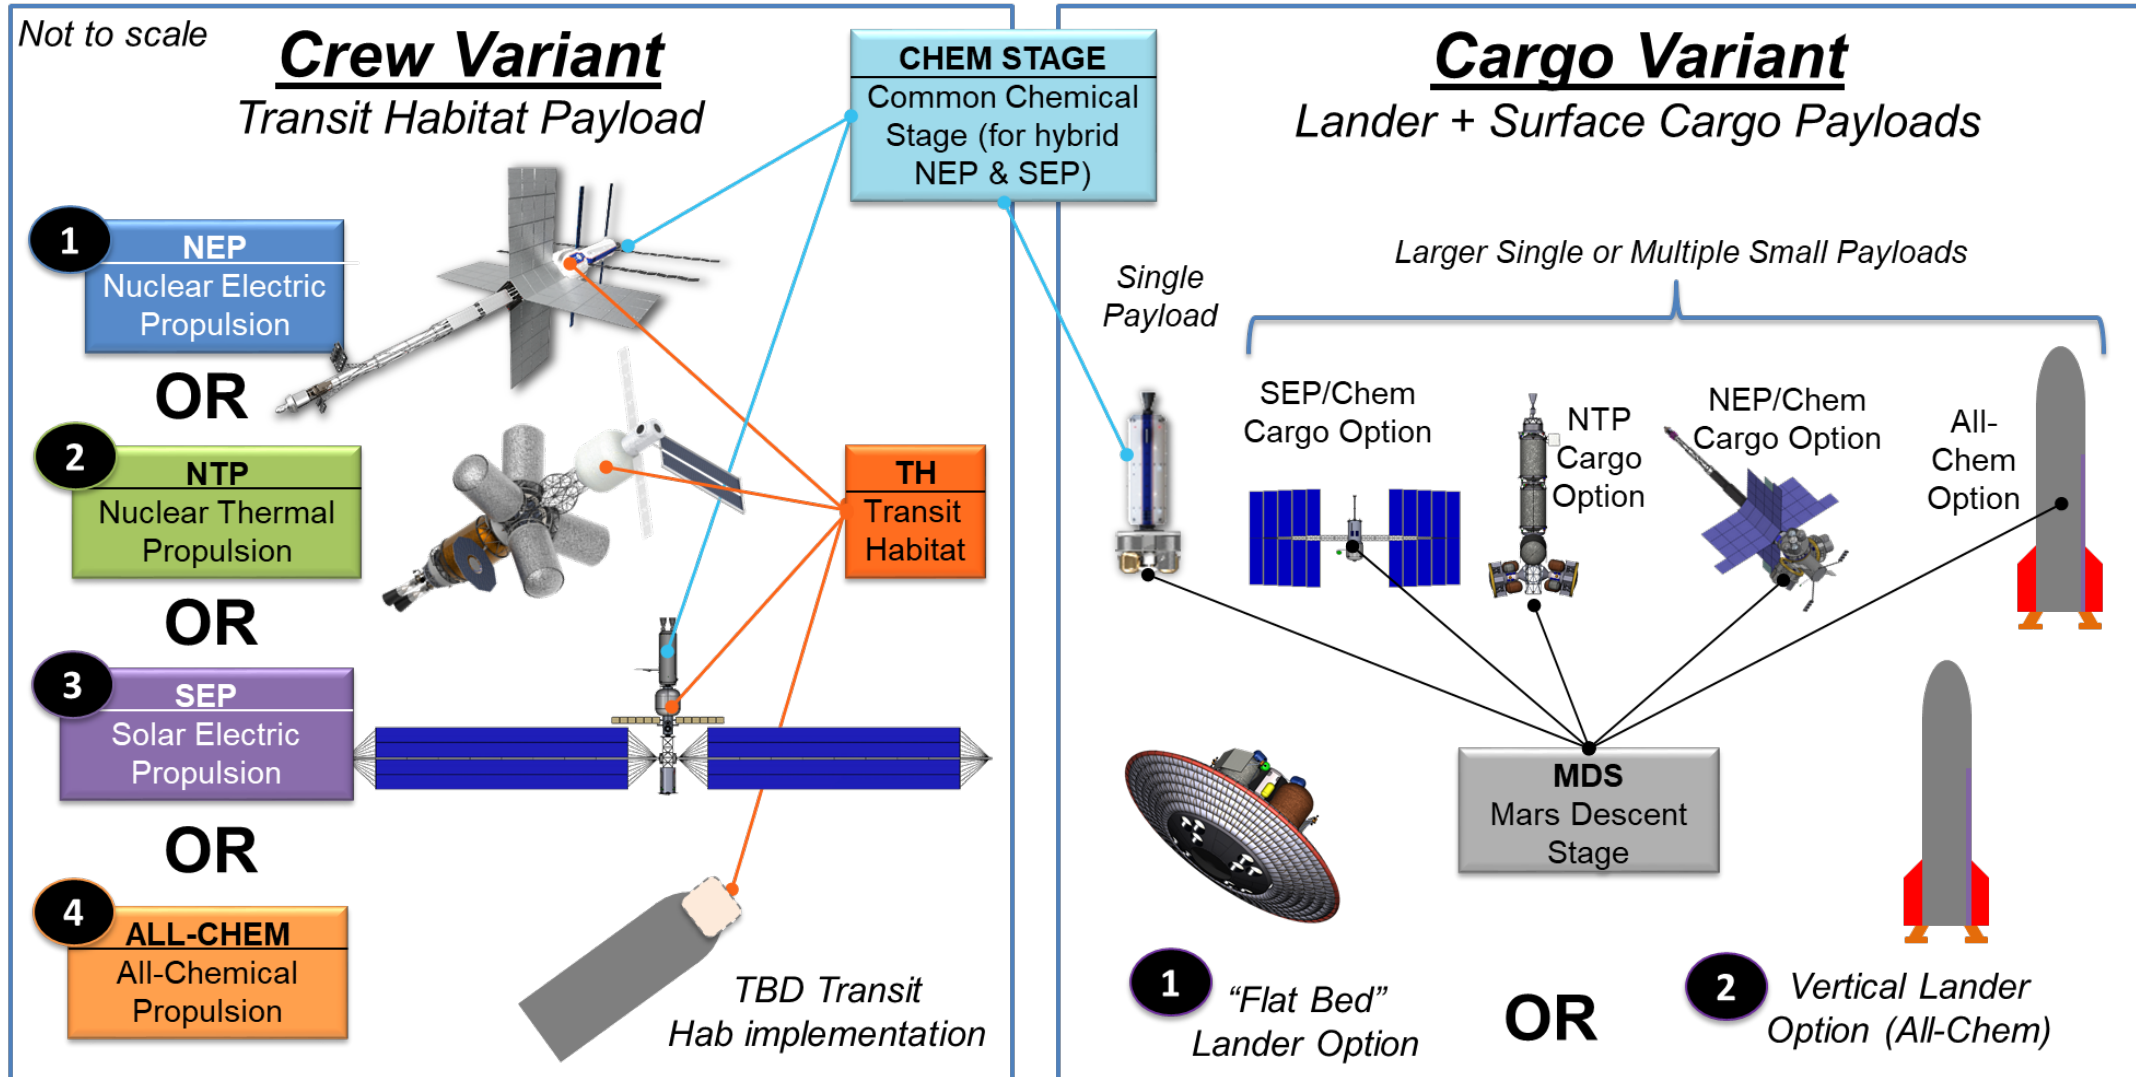 Not to scale
Crew Variant
Transit Habitat Payload
1
NEP
Nuclear Electric
Propulsion
OR
2
NTP
Nuclear Thermal
Propulsion
OR
3
SEP
Solar Electric
Propulsion
OR
4
ALL-CHEM
All-Chemical
Propulsion
TBD Transit
Hab implementation
CHEM STAGE
Common Chemical
Stage (for hybrid
NEP & SEP)
TH
Transit
Habitat
Cargo Variant
Lander + Surface Cargo Payloads
Single
Payload
Larger Single or Multiple Small Payloads
SEP/Chem
Cargo Option
NTP
Cargo
Option
NEP/Chem
Cargo Option
All-
Chem
Option
MDS
Mars Descent
Stage
1
“Flat Bed”
Lander Option
OR
2
Vertical Lander
Option (All-Chem)